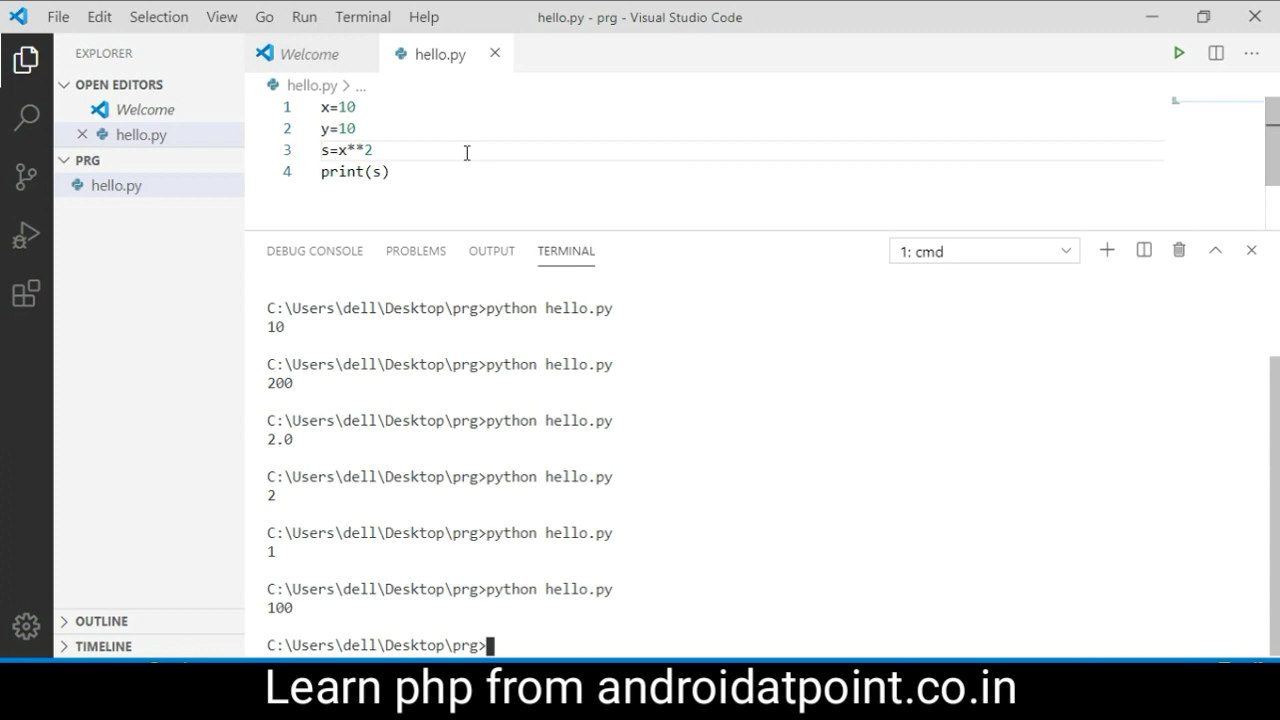 File Edit Selection View Go Run Terminal Help hello.py - prg - Visual Studio Code
EXPLORER
OPEN EDITORS
Welcome
hello.py
PRG
hello.py
OUTLINE
TIMELINE
Welcome hello.py
hello.py > ...
1 x=10
2 y=10
3 s=x**2
4 print(s)
DEBUG CONSOLE PROBLEMS OUTPUT TERMINAL 1: cmd
C:\Users\dell\Desktop\prg>python hello.py
10
C:\Users\dell\Desktop\prg>python hello.py
200
C:\Users\dell\Desktop\prg>python hello.py
2.0
C:\Users\dell\Desktop\prg>python hello.py
2
C:\Users\dell\Desktop\prg>python hello.py
1
C:\Users\dell\Desktop\prg>python hello.py
100
C:\Users\dell\Desktop\prg>
Learn php from androidatpoint.co.in